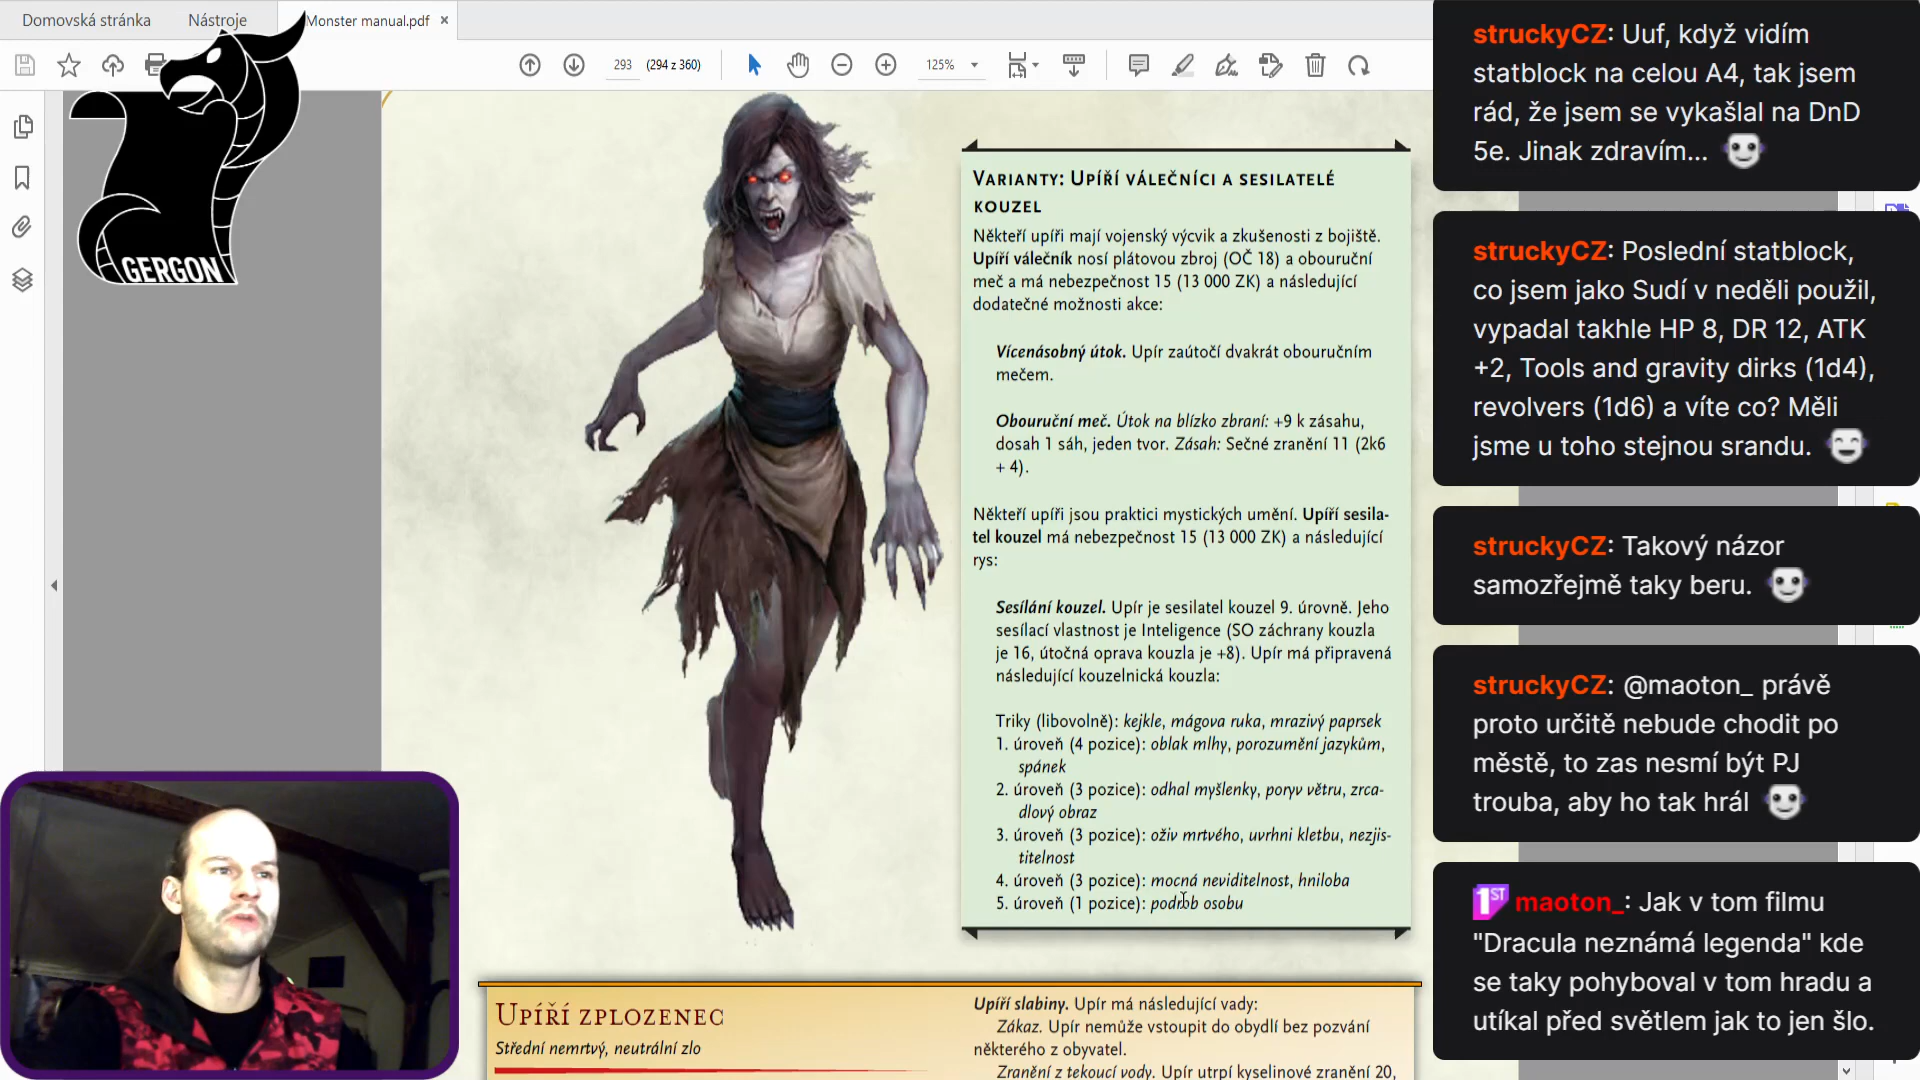 Domovská stránka
Nástroje
Monster manual.pdf
293
(294 z 360)
125%
GERGON
Varianty: Upíří válečníci a sesilatelé
kouzel
Někteří upíři mají vojenský výcvik a zkušenosti z bojiště.
Upíří válečník nosí plátovou zbroj (OČ 18) a obouruční
meč a má nebezpečnost 15 (13 000 ZK) a následující
dodatečné možnosti akce:
Vícenásobný útok. Upír zaútočí dvakrát obouručním
mečem.
Obouruční meč. Útok na blízko zbraní: +9 k zásahu,
dosah 1 sáh, jeden tvor. Zásah: Sečné zranění 11 (2k6
+ 4).
Někteří upíři jsou praktici mystických umění. Upíří sesila-
tel kouzel má nebezpečnost 15 (13 000 ZK) a následující
rys:
Sesílání kouzel. Upír je sesilatel kouzel 9. úrovně. Jeho
sesílací vlastnost je Inteligence (SO záchrany kouzla
je 16, útočná oprava kouzla je +8). Upír má připravená
následující kouzelnická kouzla:
Triky (libovolně): kejkle, mágova ruka, mrazivý paprsek
1. úroveň (4 pozice): oblak mlhy, porozumění jazykům,
spánek
2. úroveň (3 pozice): odhal myšlenky, poryv větru, zrca-
dlový obraz
3. úroveň (3 pozice): oživ mrtvého, uvrhni kletbu, nezjis-
titelnost
4. úroveň (3 pozice): mocná neviditelnost, hniloba
5. úroveň (1 pozice): podrob osobu
Upíří zplozenec
Střední nemrtvý, neutrální zlo
Upíří slabiny. Upír má následující vady:
Zákaz. Upír nemůže vstoupit do obydlí bez pozvání
některého z obyvatel.
Zranění z tekoucí vody. Upír utrpí kyselinové zranění 20,
struckyCZ: Uuf, když vidím
statblock na celou A4, tak jsem
rád, že jsem se vykašlal na DnD
5e. Jinak zdravím...
struckyCZ: Poslední statblock,
co jsem jako Sudí v neděli použil,
vypadal takhle HP 8, DR 12, ATK
+2, Tools and gravity dirks (1d4),
revolvers (1d6) a víte co? Měli
jsme u toho stejnou srandu.
struckyCZ: Takový názor
samozřejmě taky beru.
struckyCZ: @maoton_ právě
proto určitě nebude chodit po
městě, to zas nesmí být PJ
trouba, aby ho tak hrál
1ST maoton_: Jak v tom filmu
"Dracula neznámá legenda" kde
se taky pohyboval v tom hradu a
utíkal před světlem jak to jen šlo.